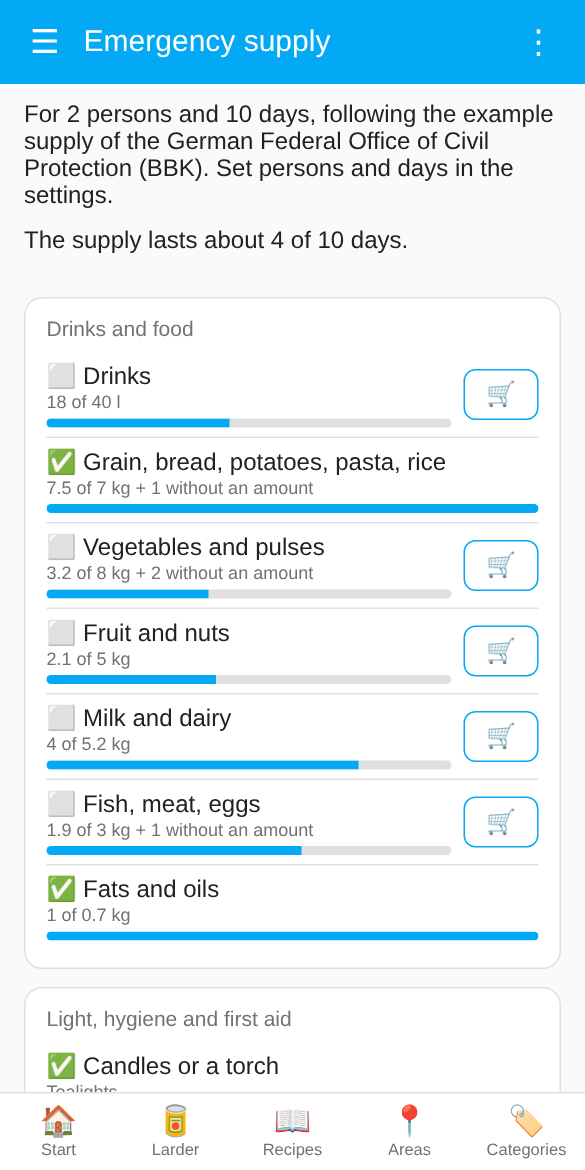 Emergency supply
For 2 persons and 10 days, following the example
supply of the German Federal Office of Civil
Protection (BBK). Set persons and days in the
settings.
The supply lasts about 4 of 10 days.
Drinks and food
Drinks
18 of 40 l
Grain, bread, potatoes, pasta, rice
7.5 of 7 kg + 1 without an amount
Vegetables and pulses
3.2 of 8 kg + 2 without an amount
Fruit and nuts
2.1 of 5 kg
Milk and dairy
4 of 5.2 kg
Fish, meat, eggs
1.9 of 3 kg + 1 without an amount
Fats and oils
1 of 0.7 kg
Light, hygiene and first aid
Candles or a torch
Tealights
Start
Larder
Recipes
Areas
Categories